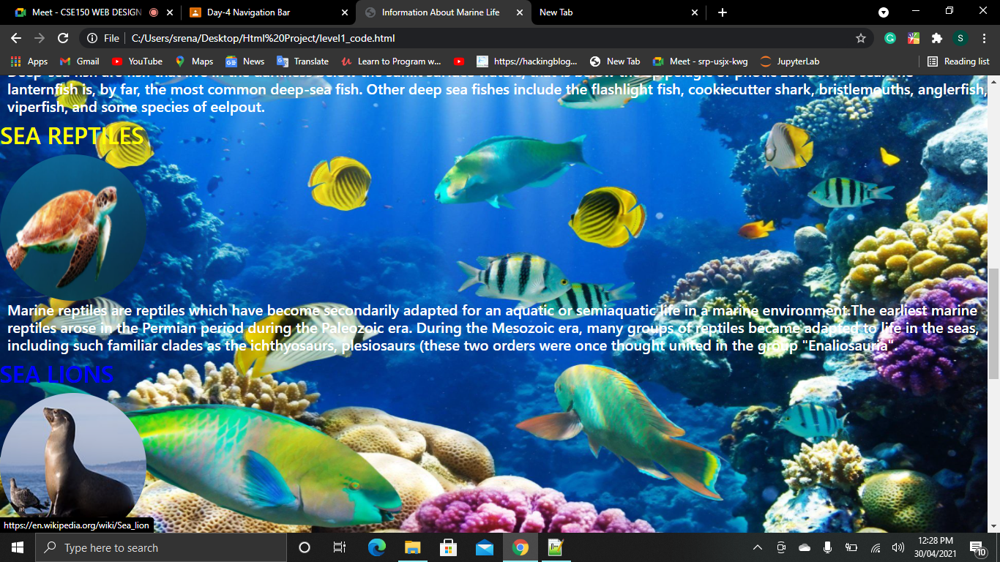 Meet - CSE150 WEB DESIGN
Day-4 Navigation Bar
Information About Marine Life
New Tab
File
C:/Users/srena/Desktop/Html%20Project/level1_code.html
S
Apps
Gmail
YouTube
Maps
News
Translate
Learn to Program w...
https://hackingblog...
New Tab
Meet - srp-usjx-kwg
JupyterLab
Reading list
lanternfish is, by far, the most common deep-sea fish. Other deep sea fishes include the flashlight fish, cookiecutter shark, bristlemouths, anglerfish,
viperfish, and some species of eelpout.
SEA REPTILES
Marine reptiles are reptiles which have become secondarily adapted for an aquatic or semiaquatic life in a marine environment.The earliest marine
reptiles arose in the Permian period during the Paleozoic era. During the Mesozoic era, many groups of reptiles became adapted to life in the seas,
including such familiar clades as the ichthyosaurs, plesiosaurs (these two orders were once thought united in the group "Enaliosauria".
SEA LIONS
https://en.wikipedia.org/wiki/Sea_lion
Type here to search
12:28 PM
30/04/2021
10